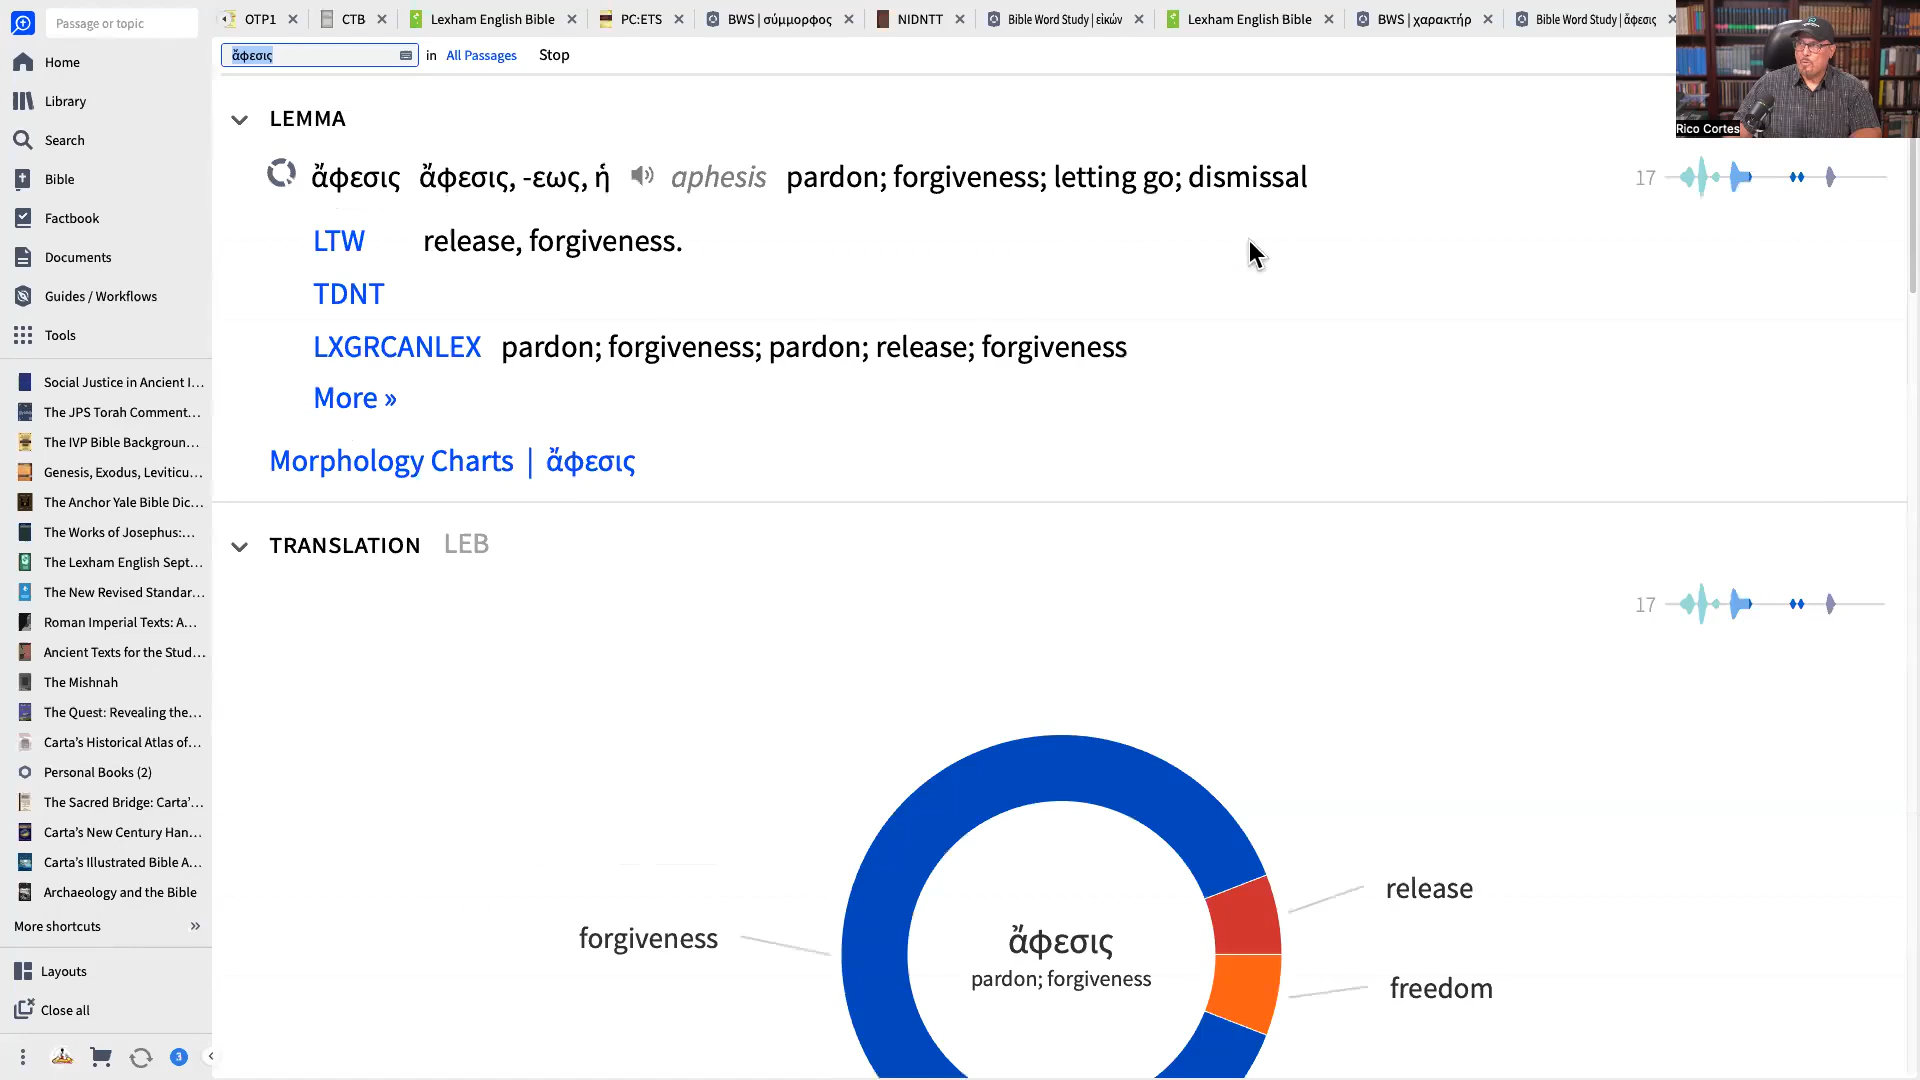 OTP1
CTB
Lexham English Bible
PC:ETS
BWS | σύμμορφος
NIDNTT
Bible Word Study | εἰκών
Lexham English Bible
BWS | χαρακτήρ
Bible Word Study | ἄφεσις
Passage or topic
ἄφεσις in All Passages Stop
Home
Library
Search
Bible
Factbook
Documents
Guides / Workflows
Tools
Social Justice in Ancient I...
The JPS Torah Comment...
The IVP Bible Backgroun...
Genesis, Exodus, Leviticu...
The Anchor Yale Bible Dic...
The Works of Josephus:...
The Lexham English Sept...
The New Revised Standar...
Roman Imperial Texts: A...
Ancient Texts for the Stud...
The Mishnah
The Quest: Revealing the...
Carta's Historical Atlas of...
Personal Books (2)
The Sacred Bridge: Carta'...
Carta's New Century Han...
Carta's Illustrated Bible A...
Archaeology and the Bible
More shortcuts »
Layouts
Close all
3
Rico Cortes
LEMMA
ἄφεσις ἄφεσις, -εως, ἡ aphesis pardon; forgiveness; letting go; dismissal
17
LTW release, forgiveness.
TDNT
LXGRCANLEX pardon; forgiveness; pardon; release; forgiveness
More »
Morphology Charts | ἄφεσις
TRANSLATION LEB
17
release
forgiveness
ἄφεσις
pardon; forgiveness
freedom